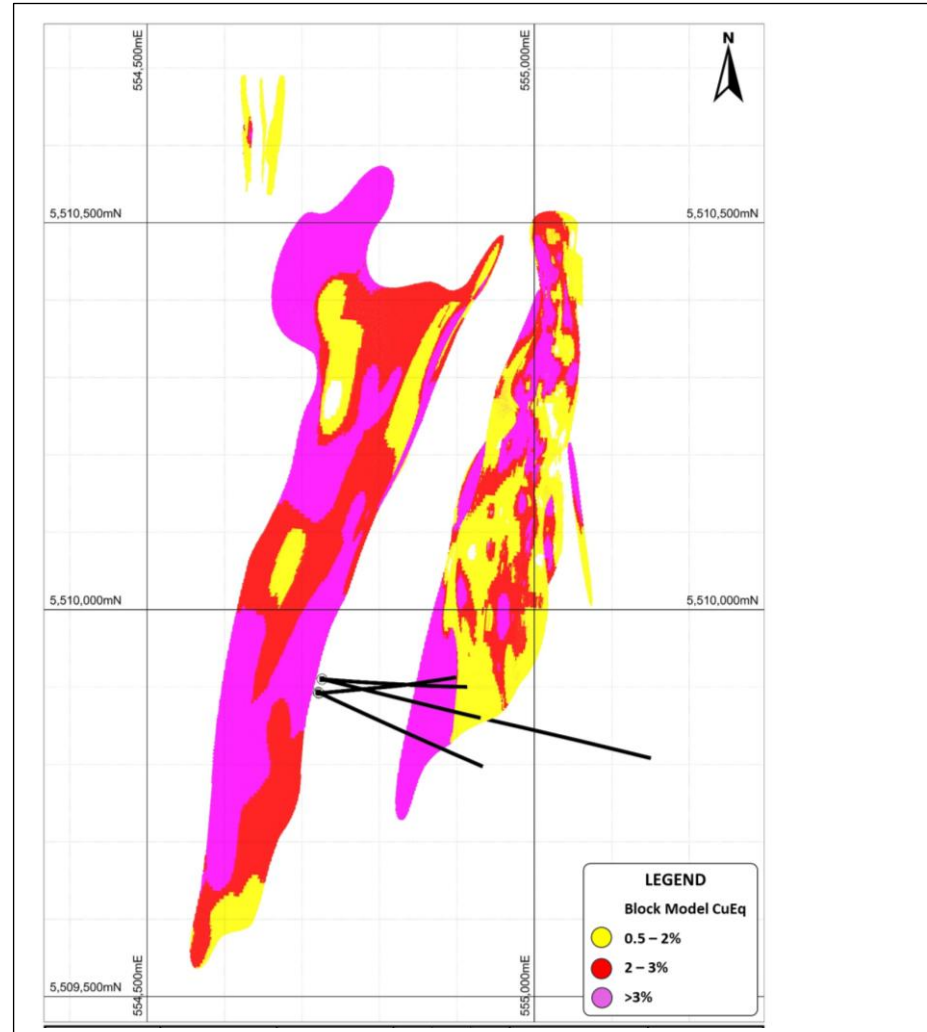 554,500mE
555,000mE
N
5,510,500mN
5,510,500mN
5,510,000mN
5,510,000mN
LEGEND
Block Model CuEq
0.5 – 2%
2 – 3%
>3%
5,509,500mN
554,500mE
555,000mE